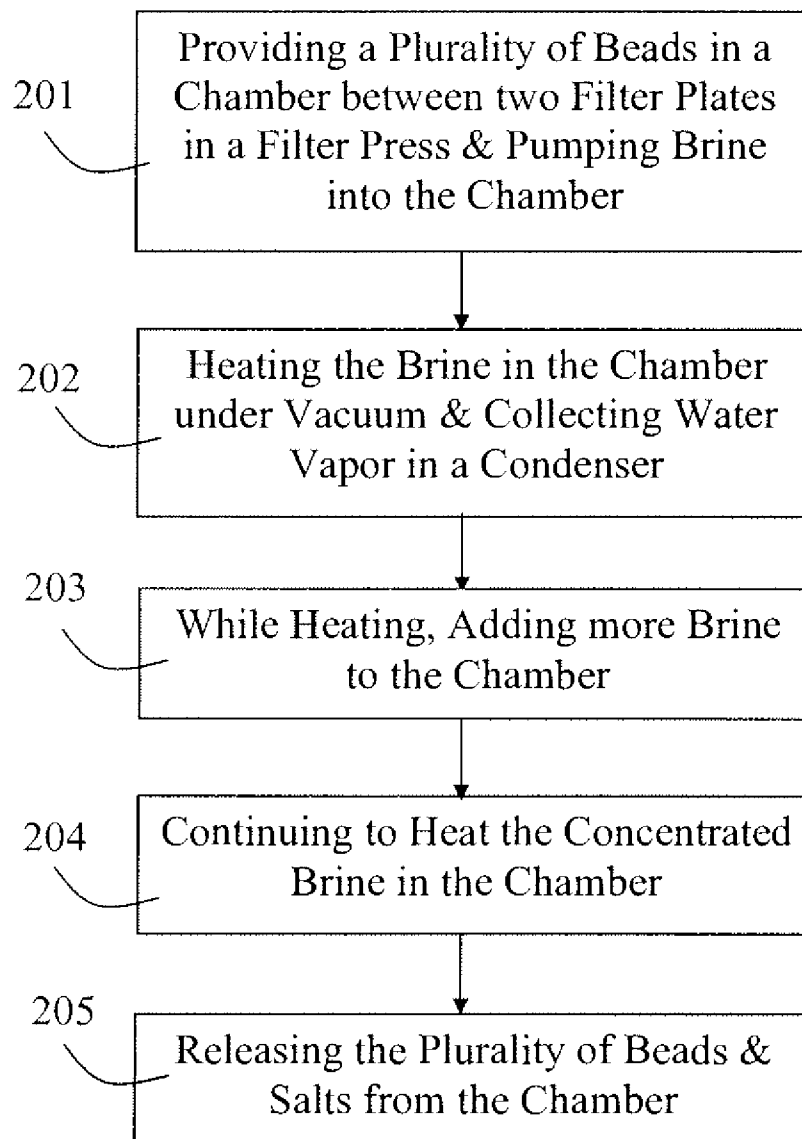 201
Providing a Plurality of Beads in a
Chamber between two Filter Plates
in a Filter Press & Pumping Brine
into the Chamber
202
Heating the Brine in the Chamber
under Vacuum & Collecting Water
Vapor in a Condenser
203
While Heating, Adding more Brine
to the Chamber
204
Continuing to Heat the Concentrated
Brine in the Chamber
205
Releasing the Plurality of Beads &
Salts from the Chamber